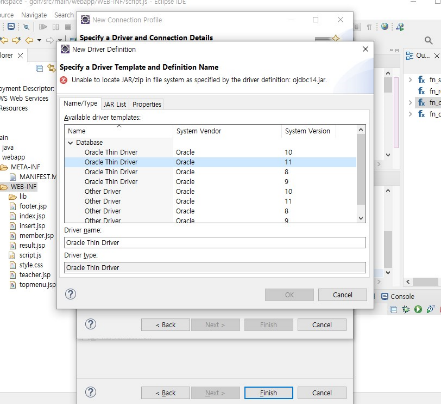 rkspace - golfr/src/main/webapp/WEB-INF/script.js - Eclipse IDE
Source Navigate Search
New Connection Profile
Specify a Driver and Connection Details
New Driver Definition
Specify a Driver Template and Definition Name
Unable to locate JAR/zip in file system as specified by the driver definition: ojdbc14.jar.
Name/Type JAR List Properties
Available driver templates:
Name System Vendor System Version
Database
Oracle Thin Driver Oracle 10
Oracle Thin Driver Oracle 11
Oracle Thin Driver Oracle 8
Oracle Thin Driver Oracle 9
Other Driver Oracle 10
Other Driver Oracle 11
Other Driver Oracle 8
Other Driver Oracle 9
Driver name:
Oracle Thin Driver
Driver type:
Oracle Thin Driver
OK Cancel
< Back Next > Finish Cancel
< Back Next > Finish Cancel
plorer
oyment Descriptor:
WS Web Services
Resources
ain
java
webapp
META-INF
MANIFEST.M
WEB-INF
lib
footer.jsp
index.jsp
insert.jsp
member.jsp
result.jsp
script.js
style.css
teacher.jsp
topmenu.jsp
Ou...
fn_s
fn_r
fn_c
fn_c
Console